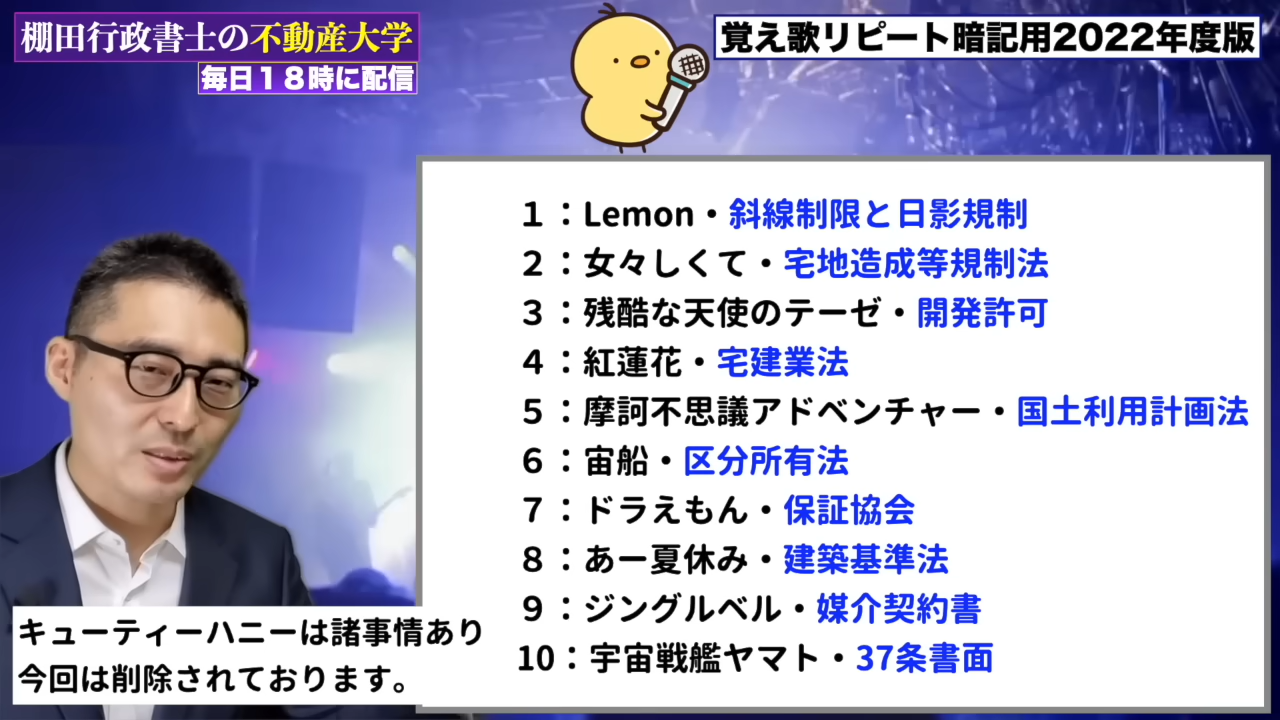 棚田行政書士の不動産大学
毎日18時に配信
覚え歌リピート暗記用2022年度版
1：Lemon・斜線制限と日影規制
2：女々しくて・宅地造成等規制法
3：残酷な天使のテーゼ・開発許可
4：紅蓮花・宅建業法
5：摩訶不思議アドベンチャー・国土利用計画法
6：宙船・区分所有法
7：ドラえもん・保証協会
8：あー夏休み・建築基準法
9：ジングルベル・媒介契約書
10：宇宙戦艦ヤマト・37条書面
キューティーハニーは諸事情あり
今回は削除されております。